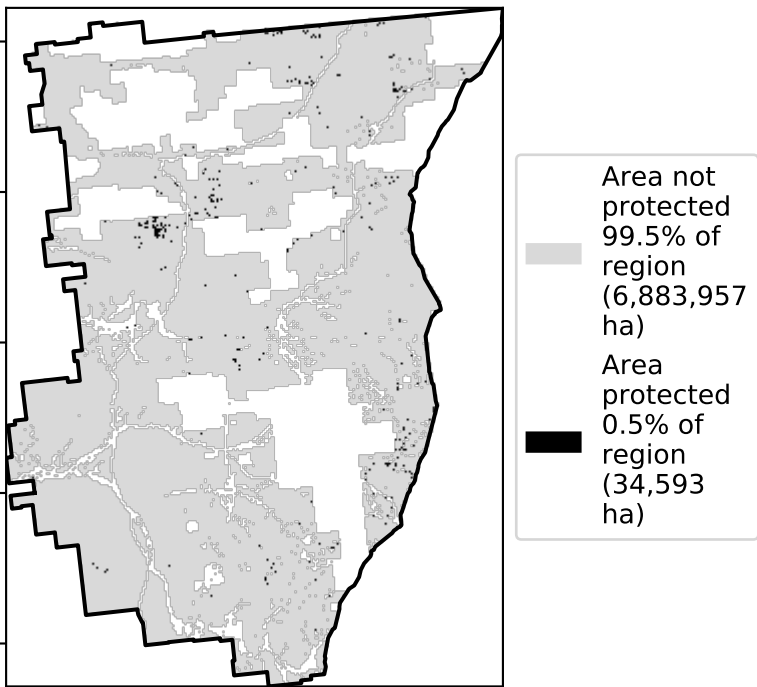 Area not
protected
99.5% of
region
(6,883,957
ha)
Area
protected
0.5% of
region
(34,593
ha)